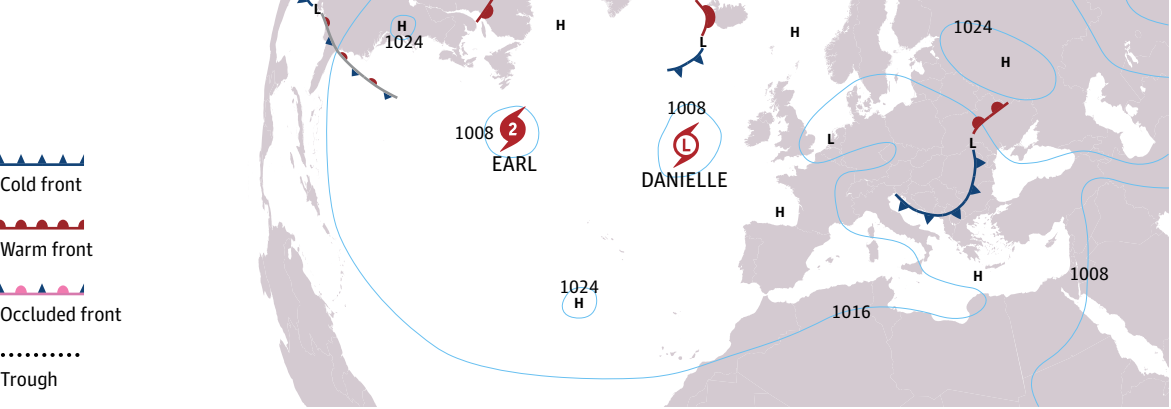 L
H
1024
H
L
H
1024
H
1008
2
EARL
1008
L
DANIELLE
L
L
H
H
1008
1024
H
1016
Cold front
Warm front
Occluded front
Trough